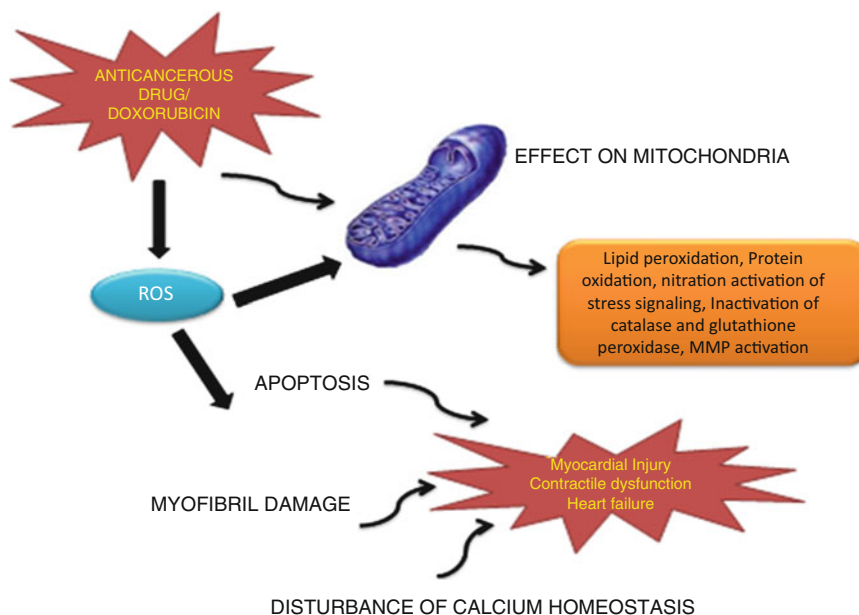 ANTICANCEROUS
DRUG/
DOXORUBICIN
EFFECT ON MITOCHONDRIA
Lipid peroxidation, Protein
oxidation, nitration activation of
stress signaling, Inactivation of
catalase and glutathione
peroxidase, MMP activation
ROS
APOPTOSIS
Myocardial Injury
Contractile dysfunction
Heart failure
MYOFIBRIL DAMAGE
DISTURBANCE OF CALCIUM HOMEOSTASIS